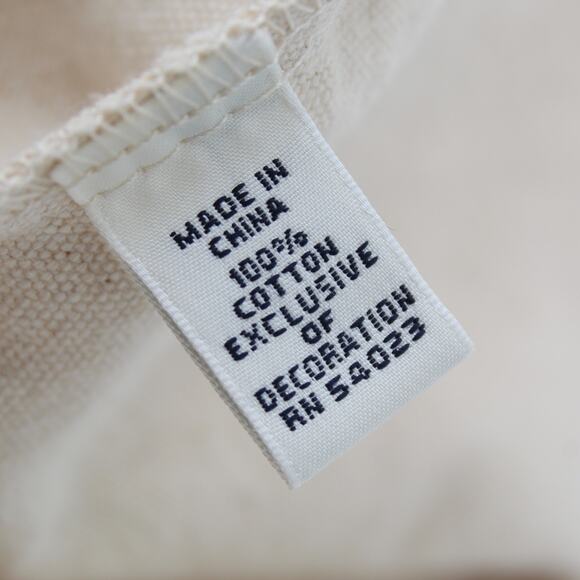 MADE IN
CHINA
100%
COTTON
EXCLUSIVE
OF
DECORATION
RN 54023